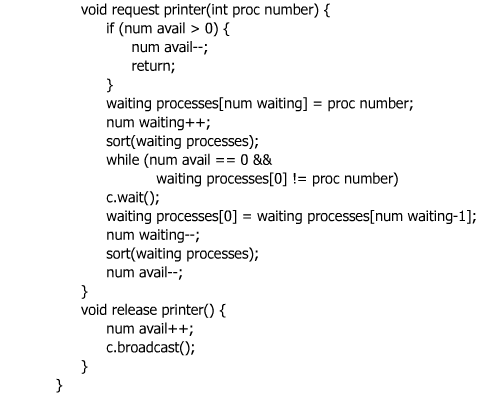 void request printer(int proc number) {
if (num avail > 0) {
num avail--;
return;
}
waiting processes[num waiting] = proc number;
num waiting++;
sort(waiting processes);
while (num avail == 0 &&
waiting processes[0] != proc number)
c.wait();
waiting processes[0] = waiting processes[num waiting-1];
num waiting--;
sort(waiting processes);
num avail--;
}
void release printer() {
num avail++;
c.broadcast();
}
}